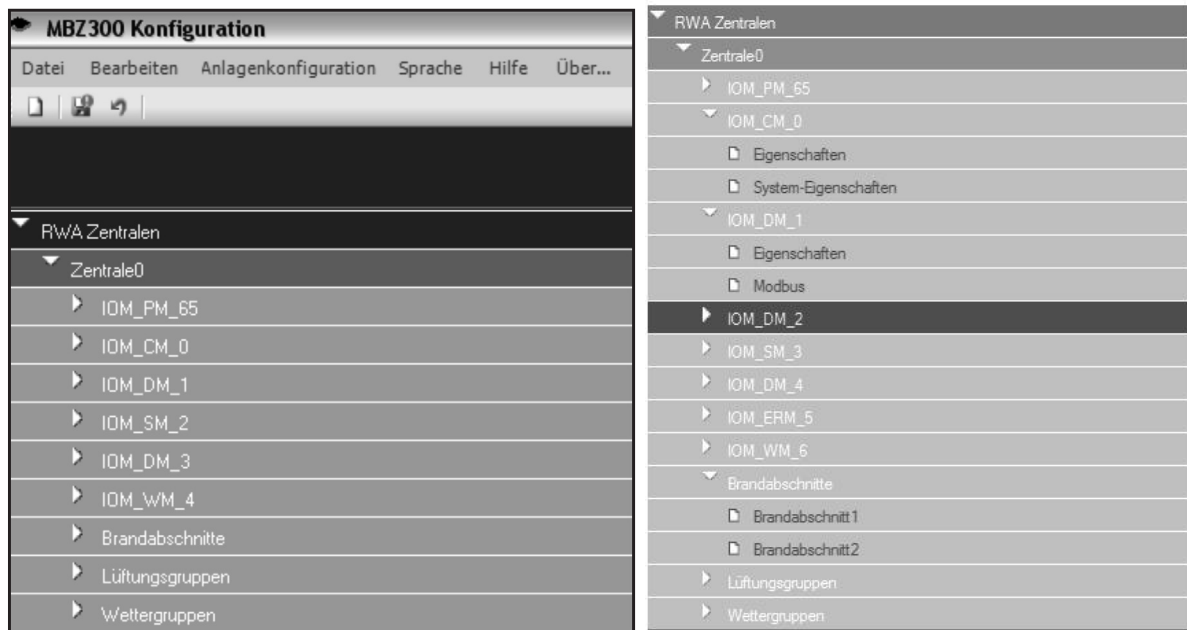 MBZ300 Konfiguration
Datei Bearbeiten Anlagenkonfiguration Sprache Hilfe Über...
RWA Zentralen
Zentrale0
IOM_PM_65
IOM_CM_0
IOM_DM_1
IOM_SM_2
IOM_DM_3
IOM_WM_4
Brandabschnitte
Lüftungsgruppen
Wettergruppen
RWA Zentralen
Zentrale0
IOM_PM_65
IOM_CM_0
Eigenschaften
System-Eigenschaften
IOM_DM_1
Eigenschaften
Modbus
IOM_DM_2
IOM_SM_3
IOM_DM_4
IOM_ERM_5
IOM_WM_6
Brandabschnitte
Brandabschnitt1
Brandabschnitt2
Lüftungsgruppen
Wettergruppen